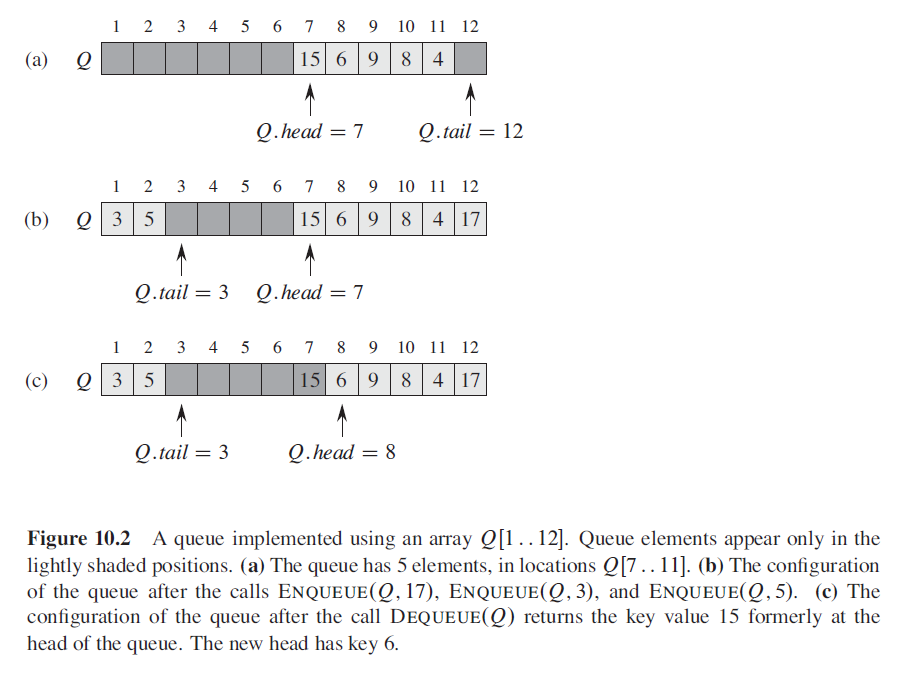 1 2 3 4 5 6 7 8 9 10 11 12
(a) Q 15 6 9 8 4
Q.head = 7 Q.tail = 12
1 2 3 4 5 6 7 8 9 10 11 12
(b) Q 3 5 15 6 9 8 4 17
Q.tail = 3 Q.head = 7
1 2 3 4 5 6 7 8 9 10 11 12
(c) Q 3 5 15 6 9 8 4 17
Q.tail = 3 Q.head = 8
Figure 10.2 A queue implemented using an array Q[1 . . 12]. Queue elements appear only in the
lightly shaded positions. (a) The queue has 5 elements, in locations Q[7 . . 11]. (b) The configuration
of the queue after the calls ENQUEUE(Q, 17), ENQUEUE(Q, 3), and ENQUEUE(Q, 5). (c) The
configuration of the queue after the call DEQUEUE(Q) returns the key value 15 formerly at the
head of the queue. The new head has key 6.